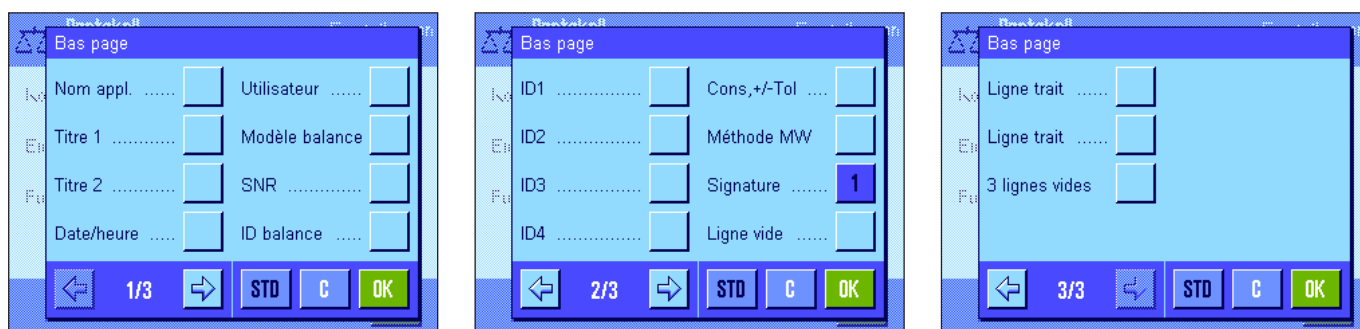 Bas page
Nom appl. ...... Utilisateur ......
Titre 1 ............ Modèle balance
Titre 2 ............ SNR ...............
Date/heure ..... ID balance .....
1/3 STD C OK
Bas page
ID1 ............... Cons,+/-Tol ....
ID2 ............... Méthode MW
ID3 ............... Signature ....... 1
ID4 ............... Ligne vide ......
2/3 STD C OK
Bas page
Ligne trait ......
Ligne trait ......
3 lignes vides
3/3 STD C OK